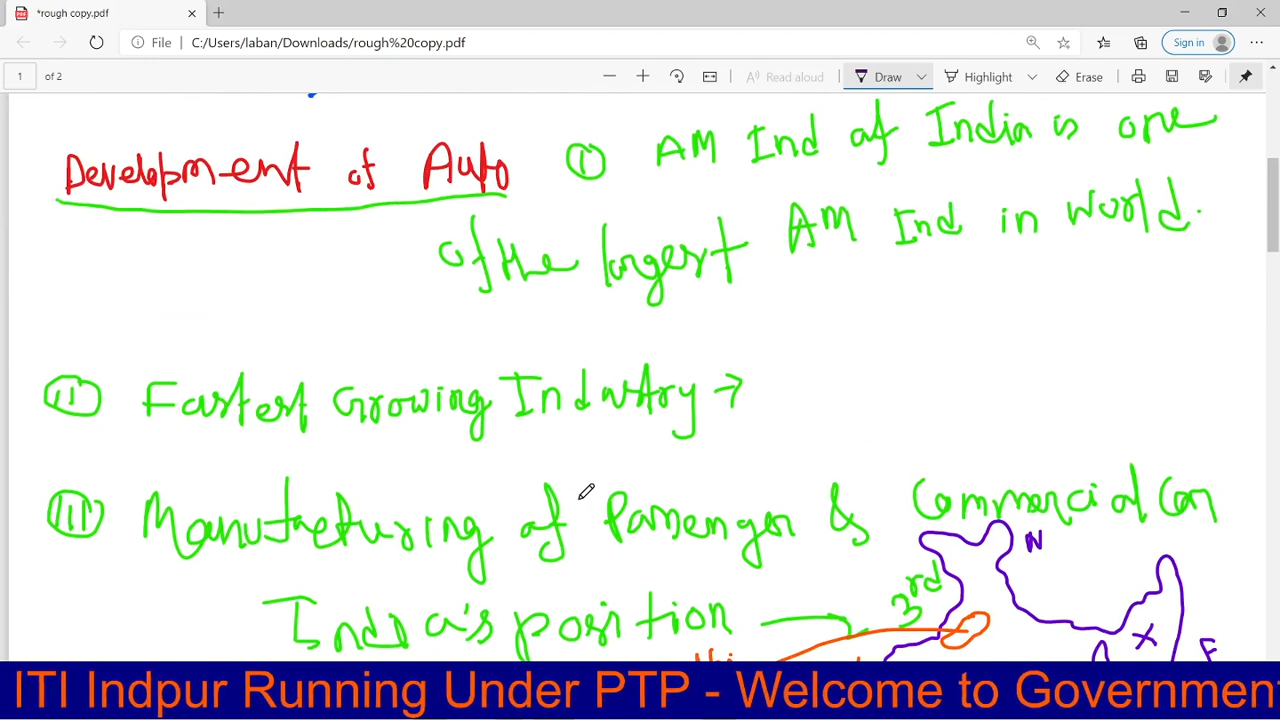 *rough copy.pdf
File C:/Users/laban/Downloads/rough%20copy.pdf Sign in
1 of 2 Read aloud Draw Highlight Erase
Development of Auto
① AM Ind of India is one
of the largest AM Ind in World.
ⅱ Fastest Growing Industry →
ⅲ Manufacturing of Passenger & Commercial Car
N
India's position 3rd
X
ITI Indpur Running Under PTP - Welcome to Government